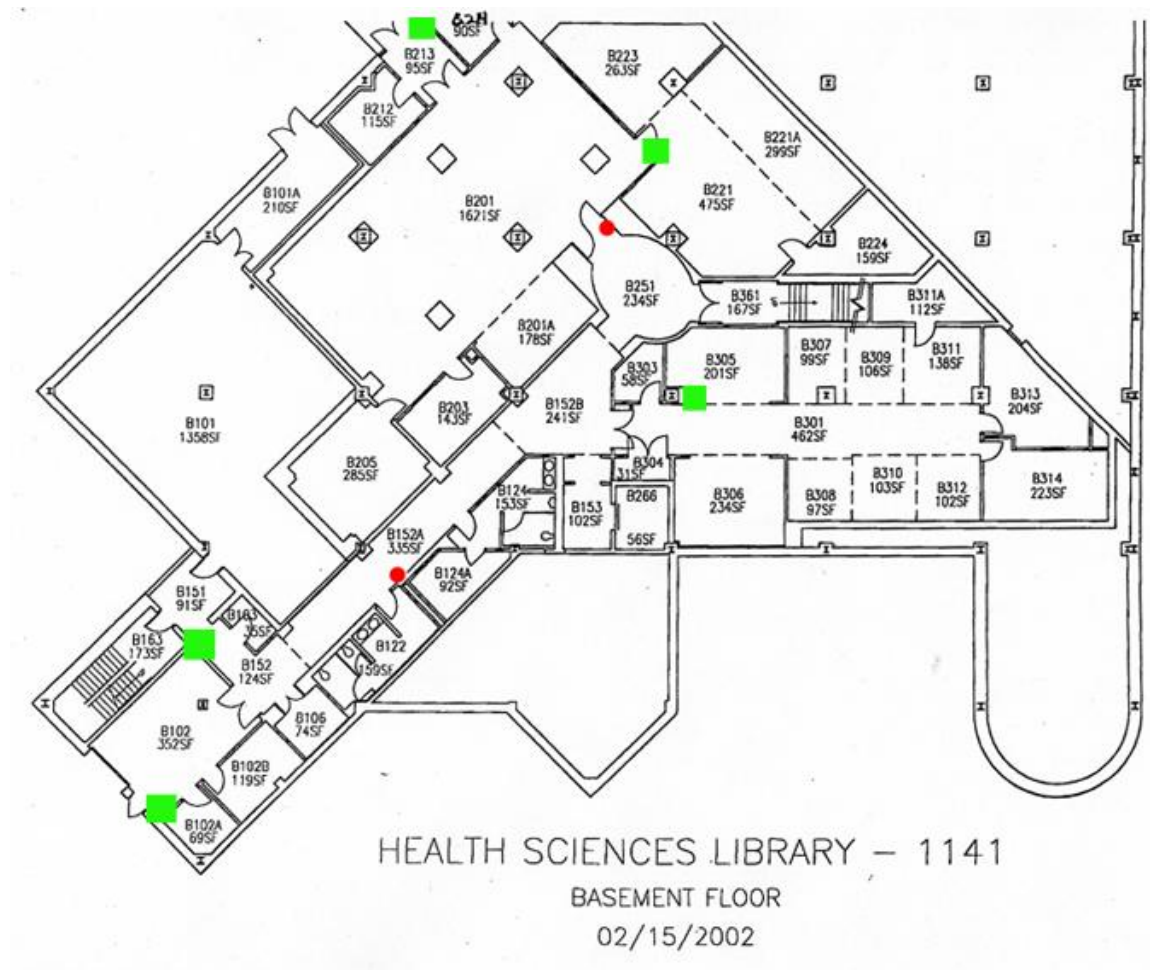 90SF
B213
95SF
B223
263SF
B212
115SF
B221A
299SF
B101A
210SF
B201
1621SF
B221
475SF
B224
159SF
B251
234SF
B361
167SF
B311A
112SF
B201A
178SF
B303
58SF
B305
201SF
B307
99SF
B309
106SF
B311
138SF
B313
204SF
B101
1358SF
B203
143SF
B152B
241SF
B301
462SF
B205
285SF
B304
31SF
B124
153SF
B153
102SF
B266
56SF
B306
234SF
B308
97SF
B310
103SF
B312
102SF
B314
223SF
B152A
335SF
B124A
92SF
B151
91SF
35SF
B163
173SF
B152
124SF
B122
159SF
B106
74SF
B102
352SF
B102B
119SF
B102A
69SF
HEALTH SCIENCES LIBRARY - 1141
BASEMENT FLOOR
02/15/2002